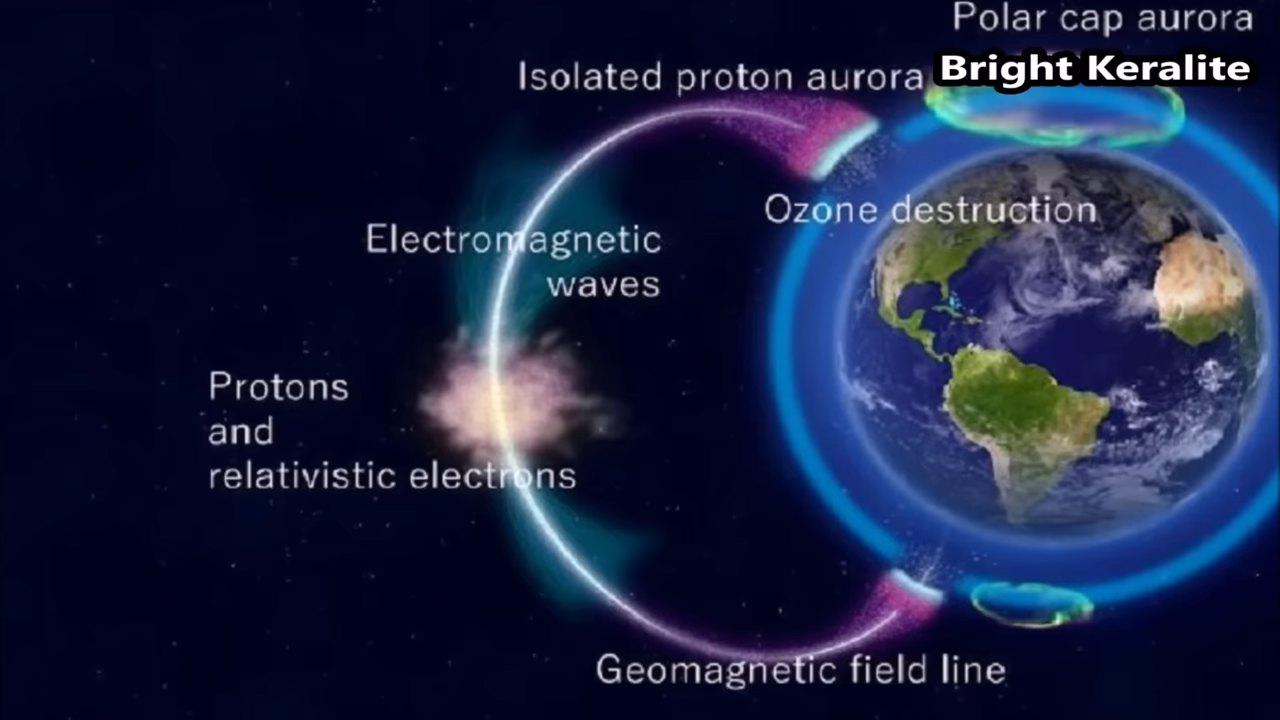 Polar cap aurora
Bright Keralite
Isolated proton aurora
Ozone destruction
Electromagnetic
waves
Protons
and
relativistic electrons
Geomagnetic field line